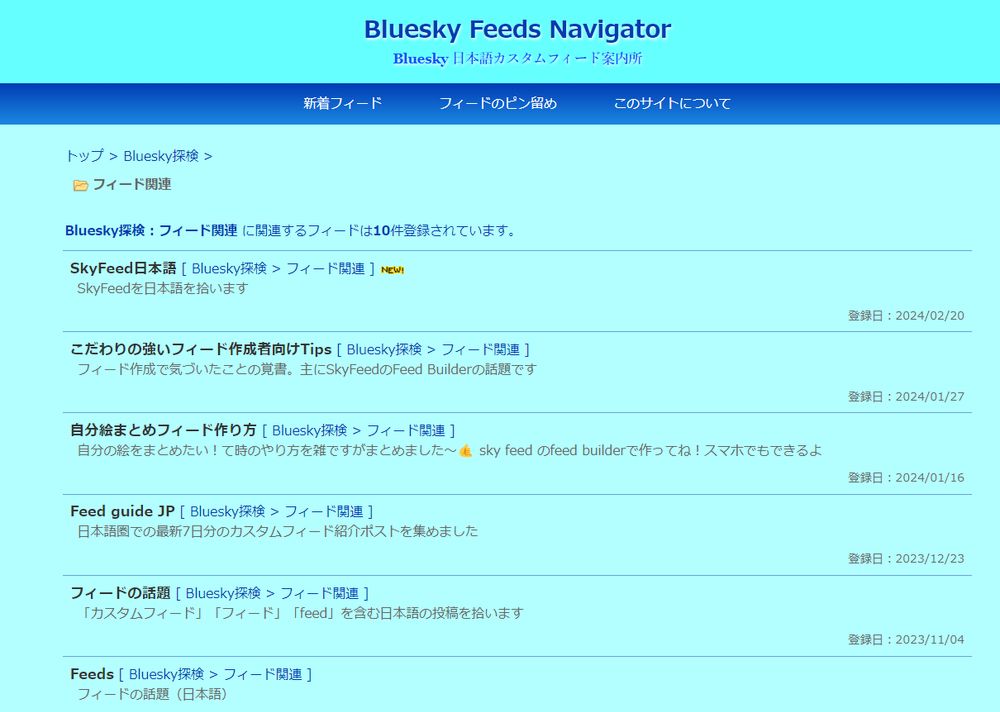 Bluesky Feeds Navigator
Bluesky 日本語カスタムフィード案内所
新着フィード フィードのピン留め このサイトについて
トップ > Bluesky探検 >
フィード関連
Bluesky探検：フィード関連 に関連するフィードは10件登録されています。
SkyFeed日本語 [ Bluesky探検 > フィード関連 ] NEW!
SkyFeedを日本語を拾います
登録日：2024/02/20
こだわりの強いフィード作成者向けTips [ Bluesky探検 > フィード関連 ]
フィード作成で気づいたことの覚書。主にSkyFeedのFeed Builderの話題です
登録日：2024/01/27
自分絵まとめフィード作り方 [ Bluesky探検 > フィード関連 ]
自分の絵をまとめたい！て時のやり方を雑ですがまとめました～👍 sky feed のfeed builderで作ってね！スマホでもできるよ
登録日：2024/01/16
Feed guide JP [ Bluesky探検 > フィード関連 ]
日本語圏での最新7日分のカスタムフィード紹介ポストを集めました
登録日：2023/12/23
フィードの話題 [ Bluesky探検 > フィード関連 ]
「カスタムフィード」「フィード」「feed」を含む日本語の投稿を拾います
登録日：2023/11/04
Feeds [ Bluesky探検 > フィード関連 ]
フィードの話題（日本語）